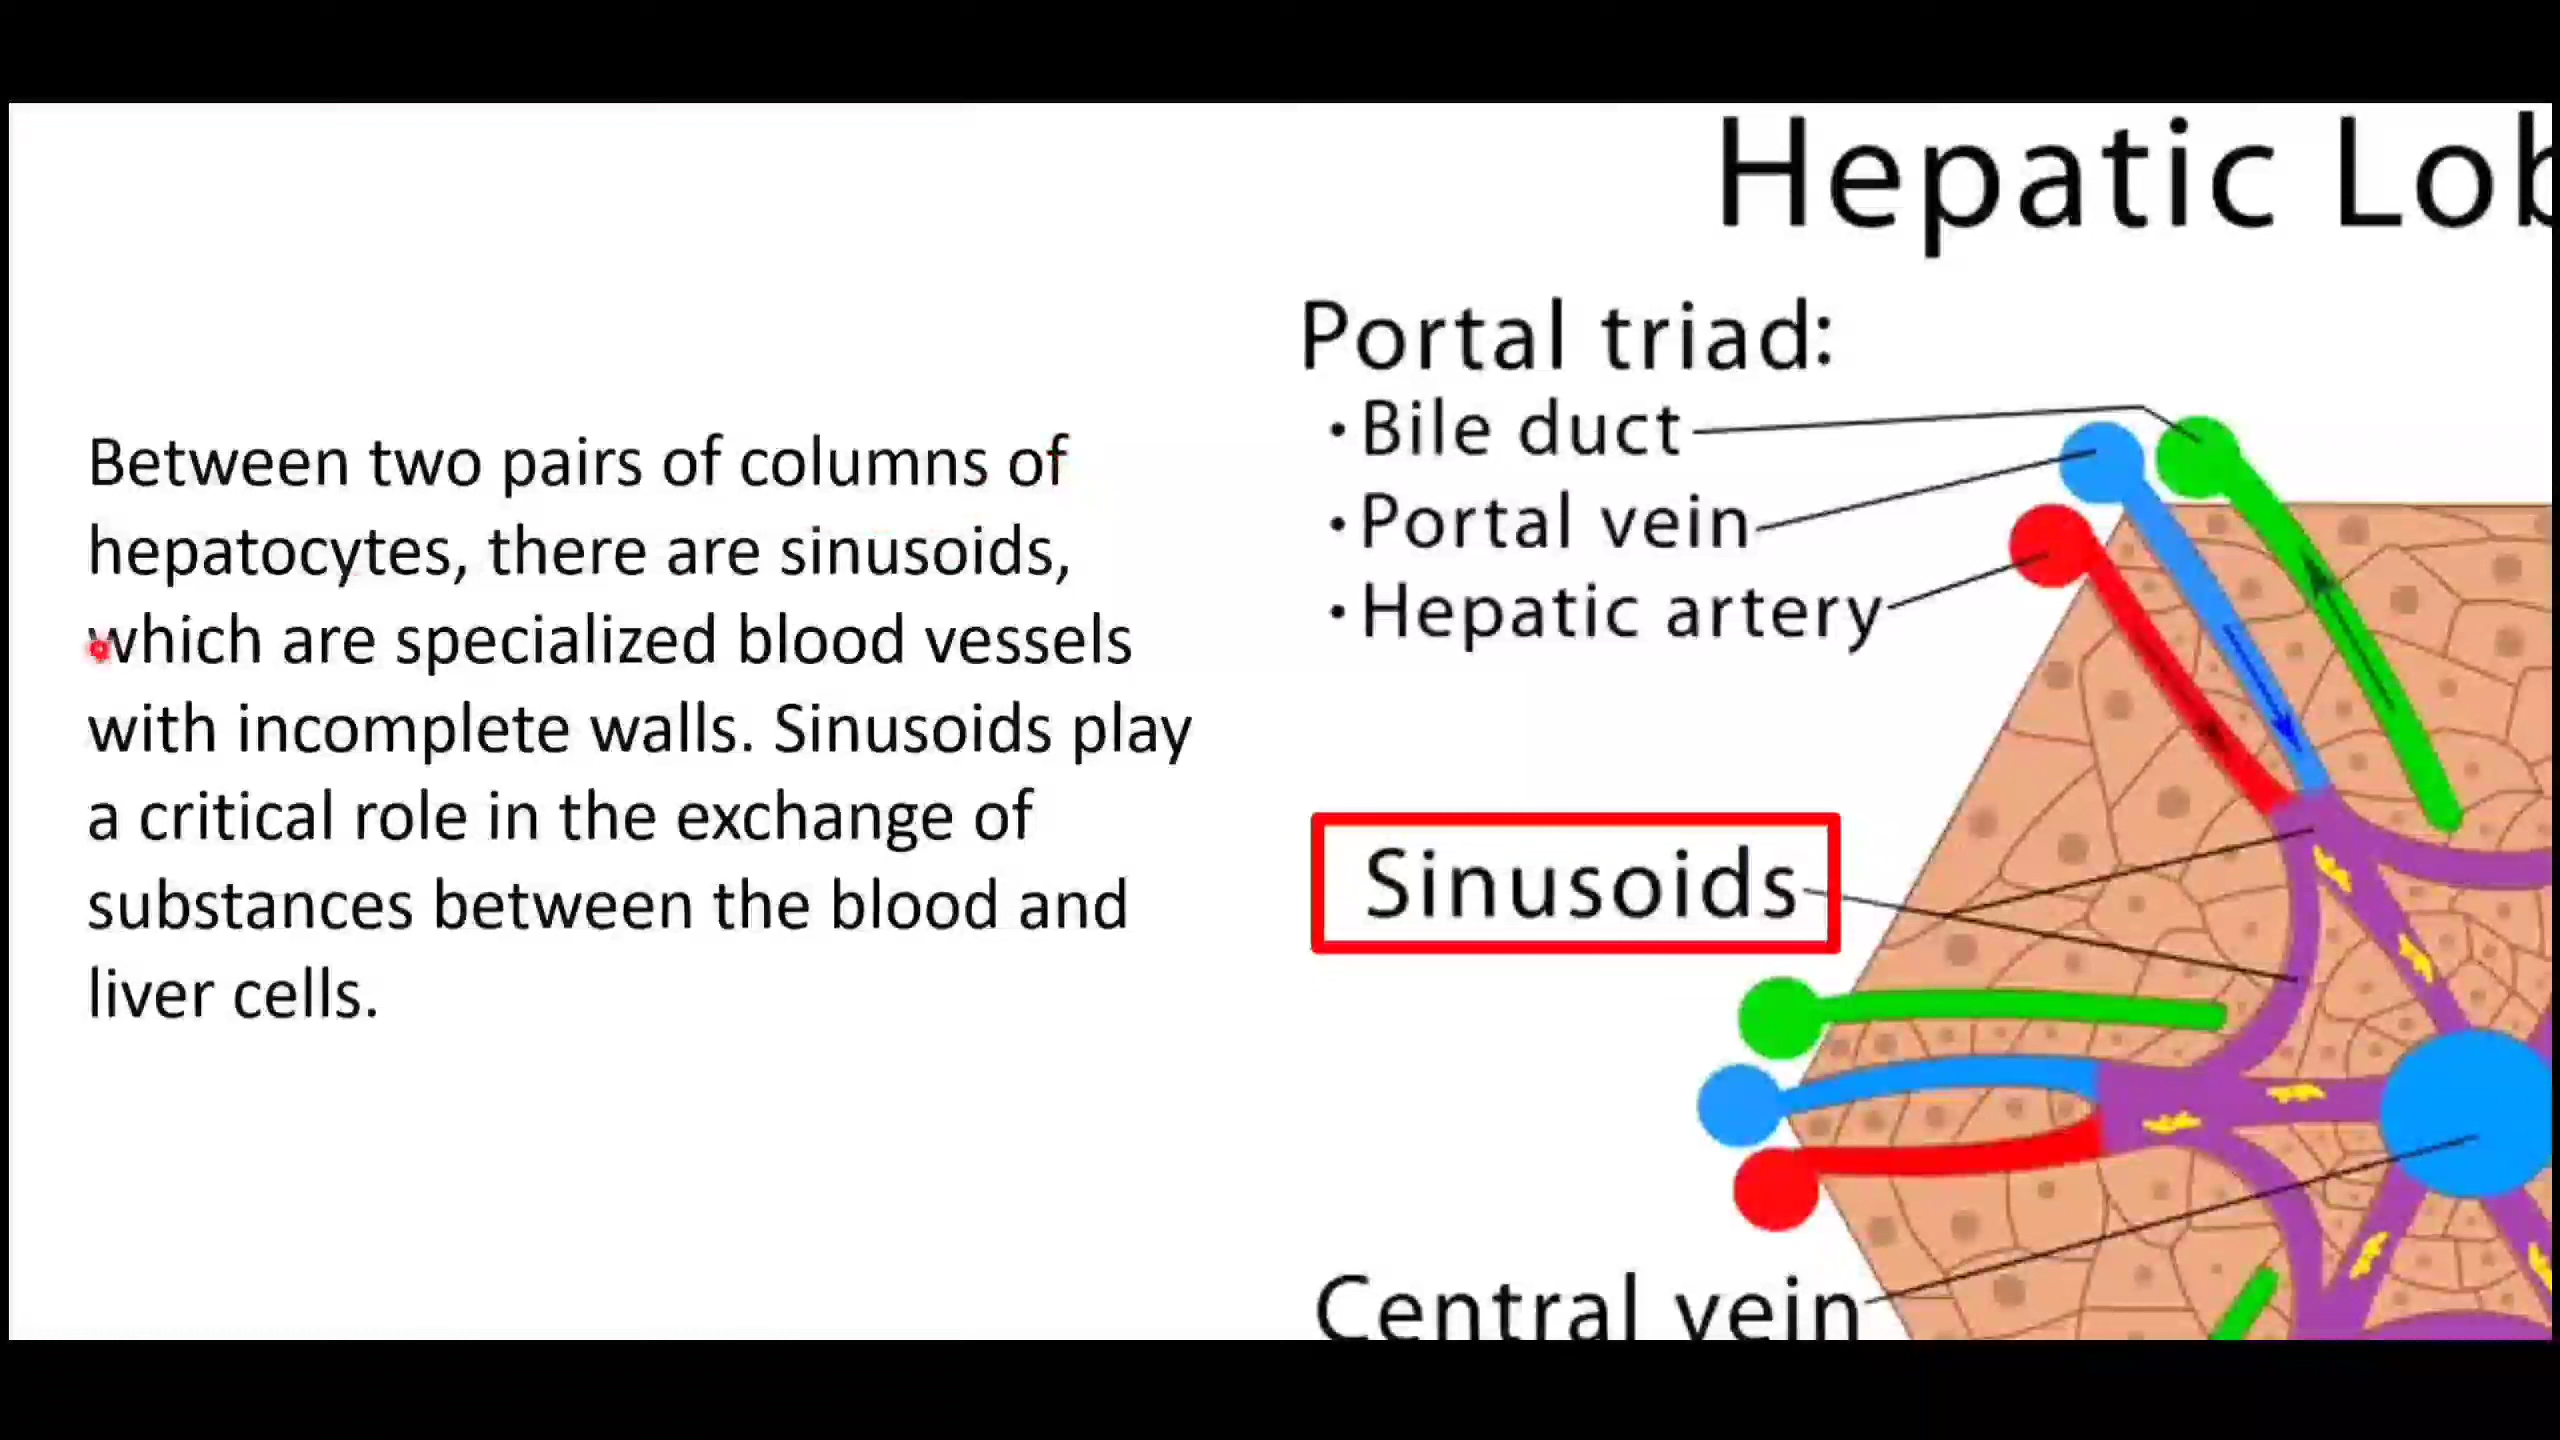 Hepatic Lob
Portal triad:
• Bile duct
• Portal vein
• Hepatic artery
Between two pairs of columns of
hepatocytes, there are sinusoids,
which are specialized blood vessels
with incomplete walls. Sinusoids play
a critical role in the exchange of
substances between the blood and
liver cells.
Sinusoids
Central vein